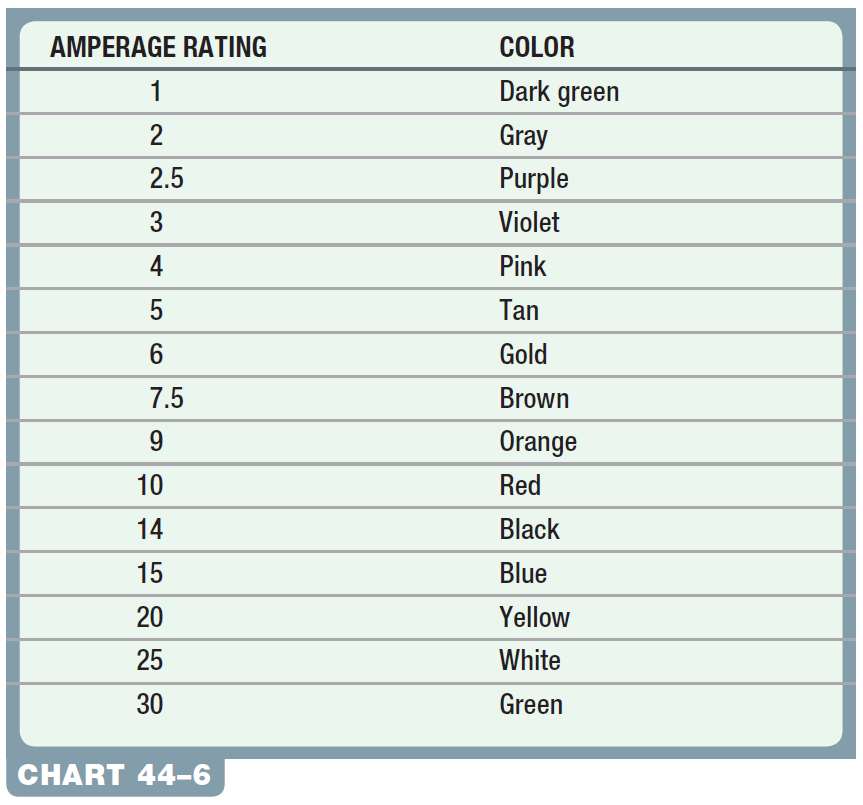 AMPERAGE RATING COLOR
1 Dark green
2 Gray
2.5 Purple
3 Violet
4 Pink
5 Tan
6 Gold
7.5 Brown
9 Orange
10 Red
14 Black
15 Blue
20 Yellow
25 White
30 Green
CHART 44–6